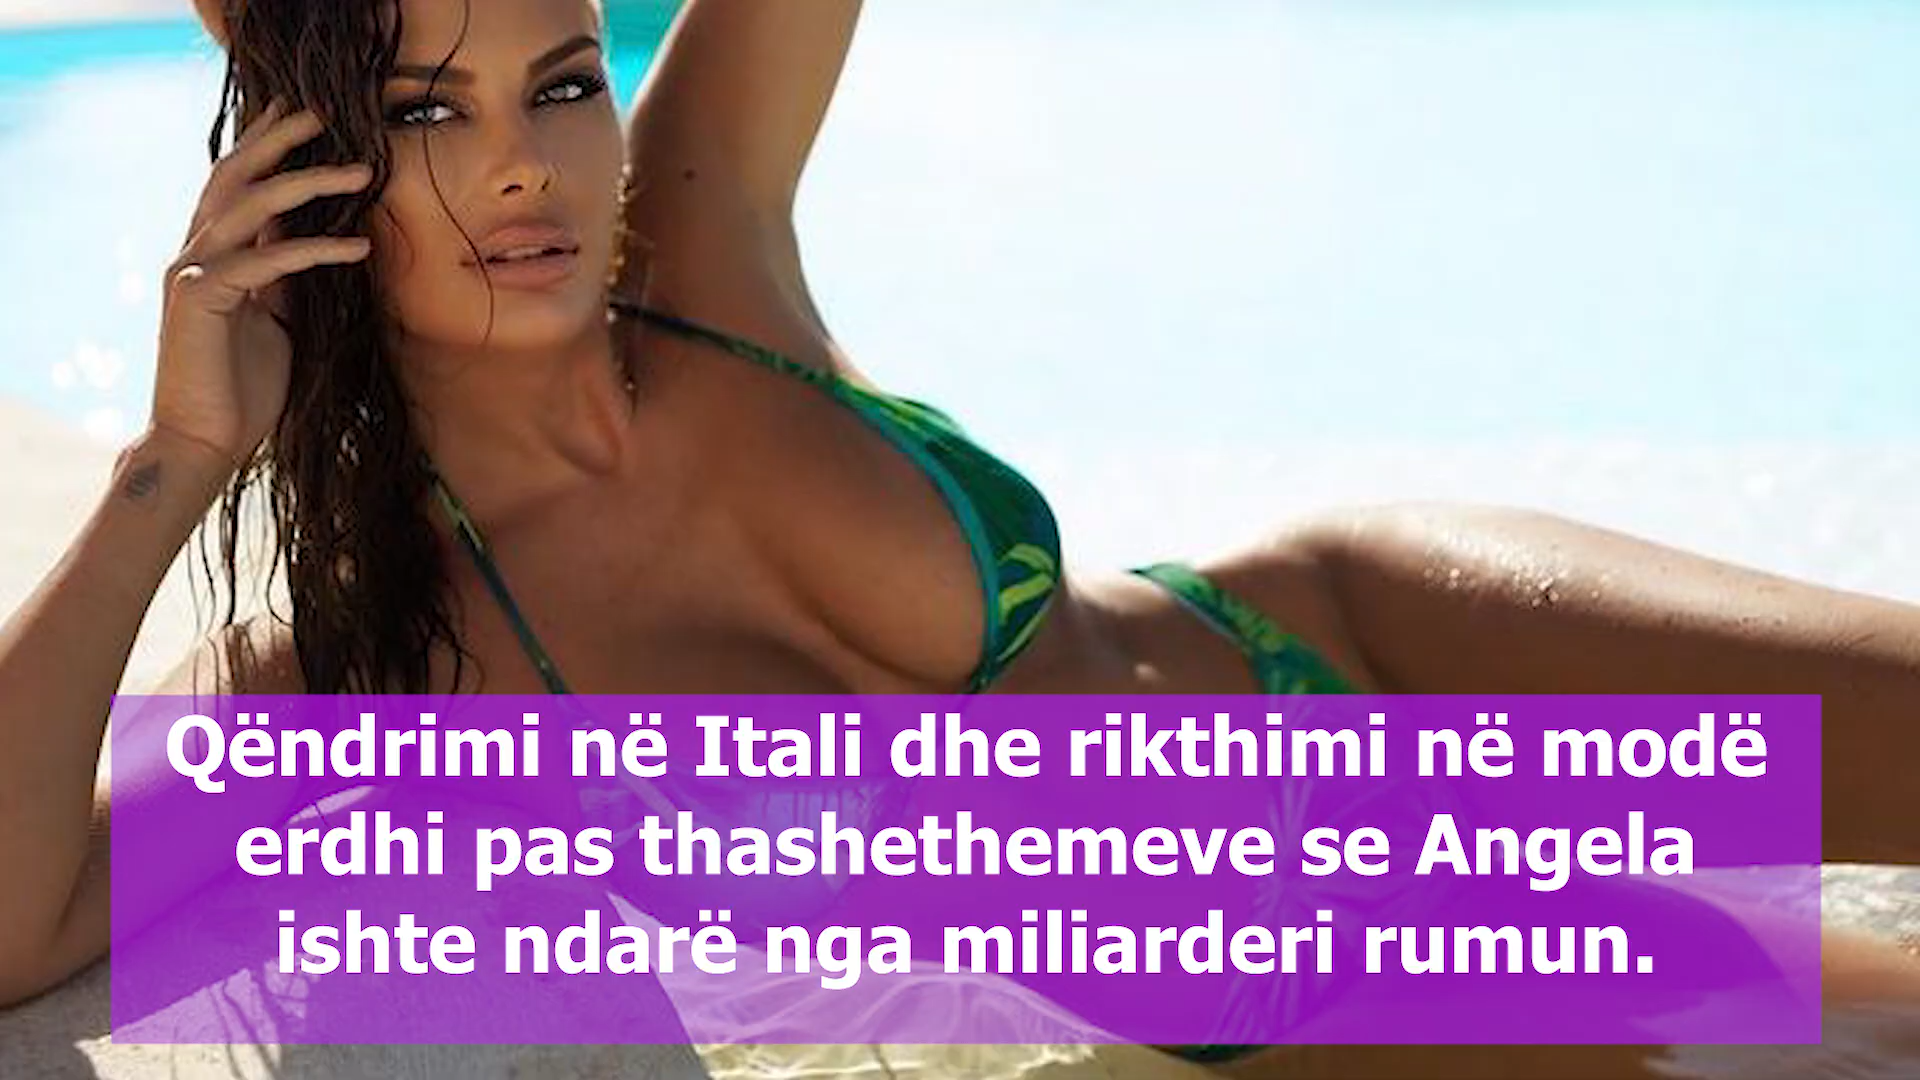 Qëndrimi në Itali dhe rikthimi në modë
erdhi pas thashethemeve se Angela
ishte ndarë nga miliarderi rumun.